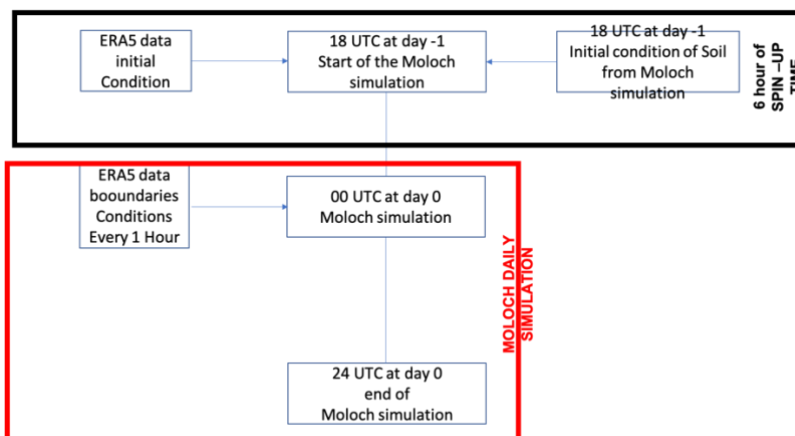 ERA5 data
initial
Condition
18 UTC at day -1
Start of the Moloch
simulation
18 UTC at day -1
Initial condition of Soil
from Moloch
simulation
6 hour of
SPIN –UP
TIME
ERA5 data
booundaries
Conditions
Every 1 Hour
00 UTC at day 0
Moloch simulation
MOLOCH DAILY
SIMULATION
24 UTC at day 0
end of
Moloch simulation